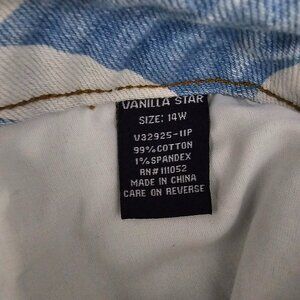 VANILLA STAR
SIZE: 14W
V32925-11P
99% COTTON
1% SPANDEX
RN# 111052
MADE IN CHINA
CARE ON REVERSE